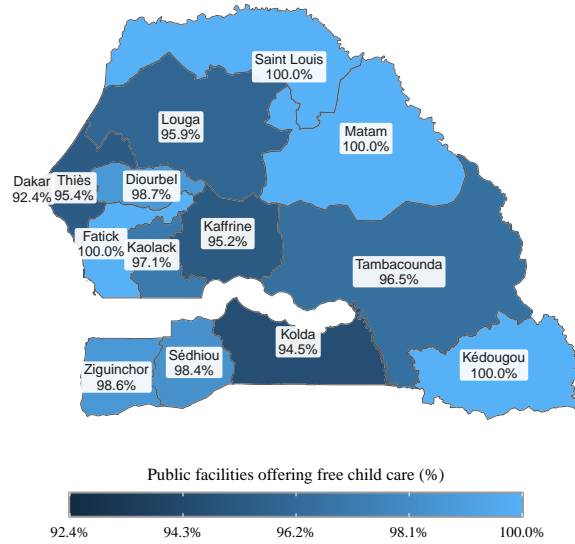 Saint Louis
100.0%
Louga
95.9%
Matam
100.0%
Dakar
92.4%
Thiès
95.4%
Diourbel
98.7%
Fatick
100.0%
Kaolack
97.1%
Kaffrine
95.2%
Tambacounda
96.5%
Kolda
94.5%
Sédhiou
98.4%
Ziguinchor
98.6%
Kédougou
100.0%
Public facilities offering free child care (%)
92.4% 94.3% 96.2% 98.1% 100.0%